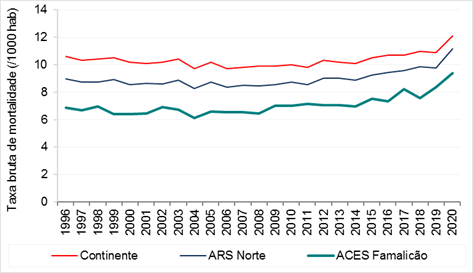 Taxa bruta de mortalidade (/1000 hab)
14
12
10
8
6
4
2
0
1996 1997 1998 1999 2000 2001 2002 2003 2004 2005 2006 2007 2008 2009 2010 2011 2012 2013 2014 2015 2016 2017 2018 2019 2020
Continente ARS Norte ACES Famalicão